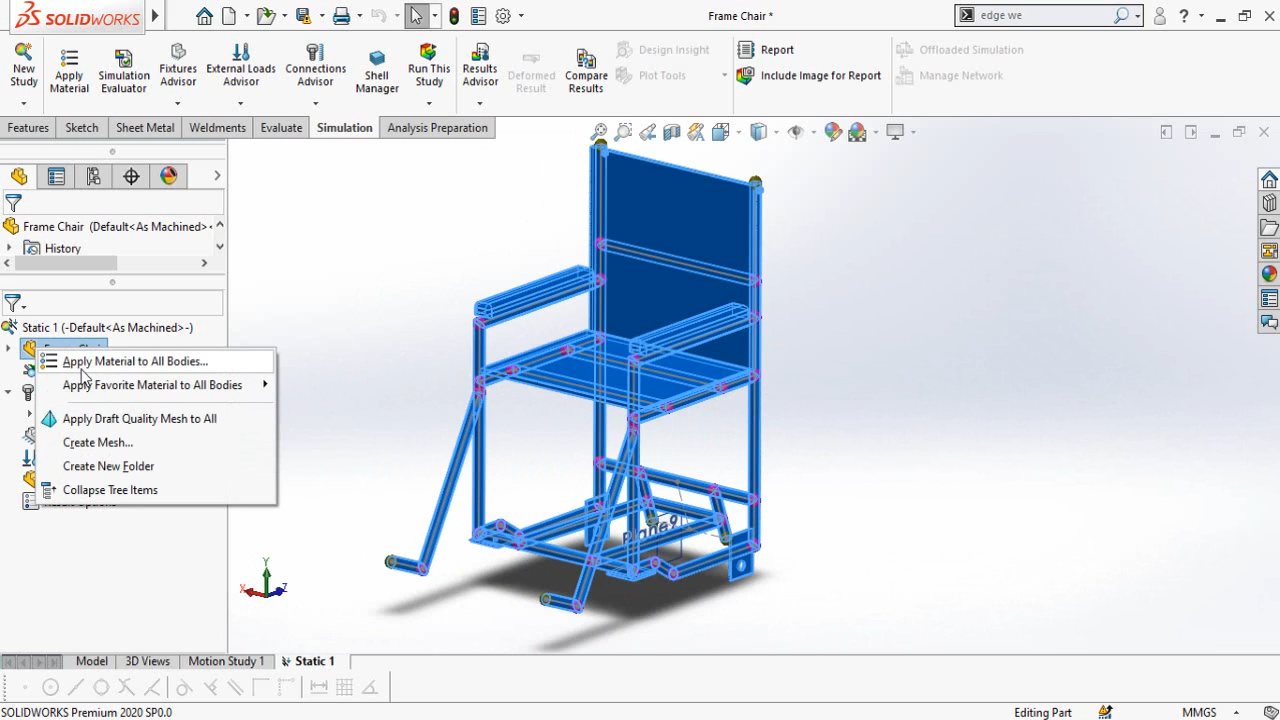 SOLIDWORKS
Frame Chair *
edge we
New Study
Apply Material
Simulation Evaluator
Fixtures Advisor
External Loads Advisor
Connections Advisor
Shell Manager
Run This Study
Results Advisor
Deformed Result
Compare Results
Design Insight
Plot Tools
Report
Include Image for Report
Offloaded Simulation
Manage Network
Features
Sketch
Sheet Metal
Weldments
Evaluate
Simulation
Analysis Preparation
Frame Chair (Default<As Machined>
History
Static 1 (-Default<As Machined>-)
Apply Material to All Bodies...
Apply Favorite Material to All Bodies
Apply Draft Quality Mesh to All
Create Mesh...
Create New Folder
Collapse Tree Items
Plane9
Y
X
Z
Model
3D Views
Motion Study 1
Static 1
SOLIDWORKS Premium 2020 SP0.0
Editing Part
MMGS